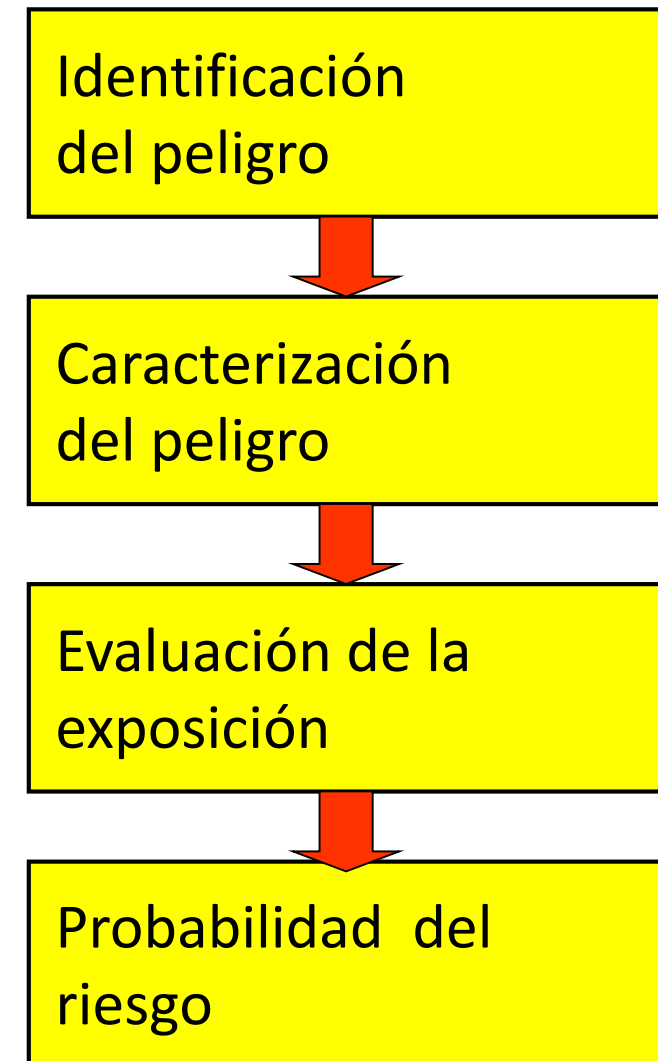 Identificación
del peligro
Caracterización
del peligro
Evaluación de la
exposición
Probabilidad  del
riesgo